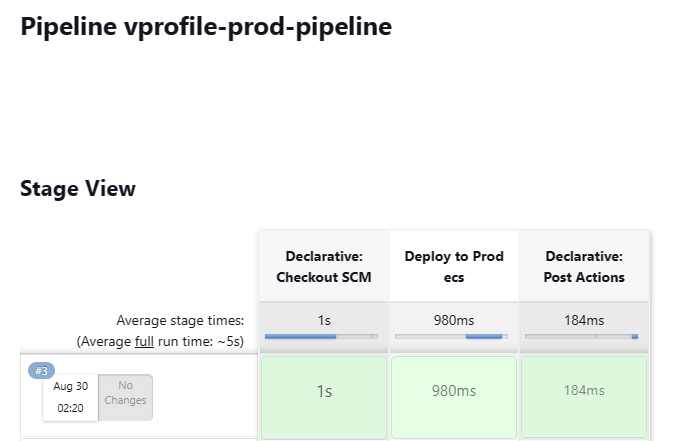 Pipeline vprofile-prod-pipeline
Stage View
Declarative: Checkout SCM
Deploy to Prod ecs
Declarative: Post Actions
Average stage times:
1s
980ms
184ms
(Average full run time: ~5s)
#3
Aug 30
02:20
No
Changes
1s
980ms
184ms